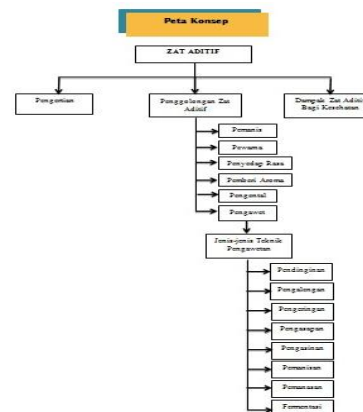 Peta Konsep
ZAT ADITIF
Pengertian
Penggolongan Zat
Aditif
Dampak Zat Aditif
Bagi Kesehatan
Pemanis
Pewarna
Penyedap Rasa
Pemberi Aroma
Pengental
Pengawet
Jenis-jenis Teknik
Pengawetan
Pendinginan
Pengalengan
Pengeringan
Pengasapan
Pengasinan
Pemanisan
Pemanasan
Fermentasi